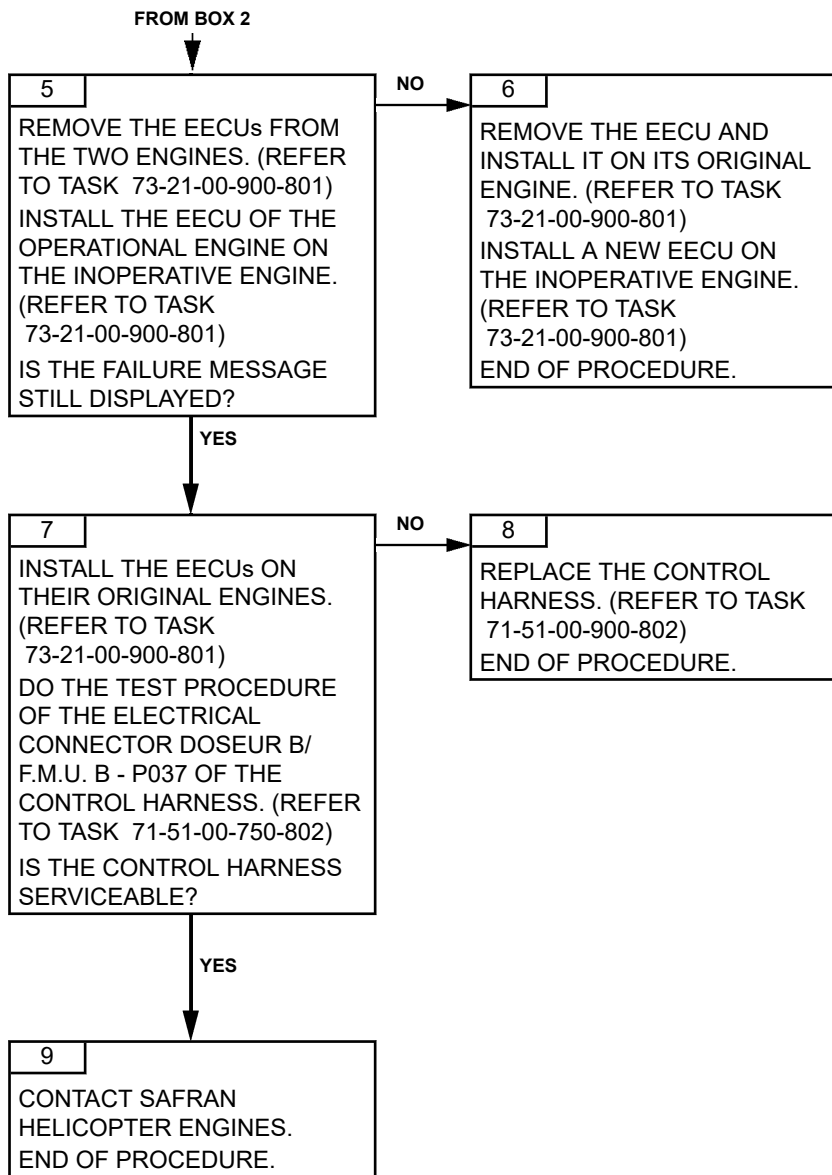 FROM BOX 2
5
REMOVE THE EECUs FROM
THE TWO ENGINES. (REFER
TO TASK 73-21-00-900-801)
INSTALL THE EECU OF THE
OPERATIONAL ENGINE ON
THE INOPERATIVE ENGINE.
(REFER TO TASK
73-21-00-900-801)
IS THE FAILURE MESSAGE
STILL DISPLAYED?
NO
6
REMOVE THE EECU AND
INSTALL IT ON ITS ORIGINAL
ENGINE. (REFER TO TASK
73-21-00-900-801)
INSTALL A NEW EECU ON
THE INOPERATIVE ENGINE.
(REFER TO TASK
73-21-00-900-801)
END OF PROCEDURE.
YES
7
INSTALL THE EECUs ON
THEIR ORIGINAL ENGINES.
(REFER TO TASK
73-21-00-900-801)
DO THE TEST PROCEDURE
OF THE ELECTRICAL
CONNECTOR DOSEUR B/
F.M.U. B - P037 OF THE
CONTROL HARNESS. (REFER
TO TASK 71-51-00-750-802)
IS THE CONTROL HARNESS
SERVICEABLE?
NO
8
REPLACE THE CONTROL
HARNESS. (REFER TO TASK
71-51-00-900-802)
END OF PROCEDURE.
YES
9
CONTACT SAFRAN
HELICOPTER ENGINES.
END OF PROCEDURE.